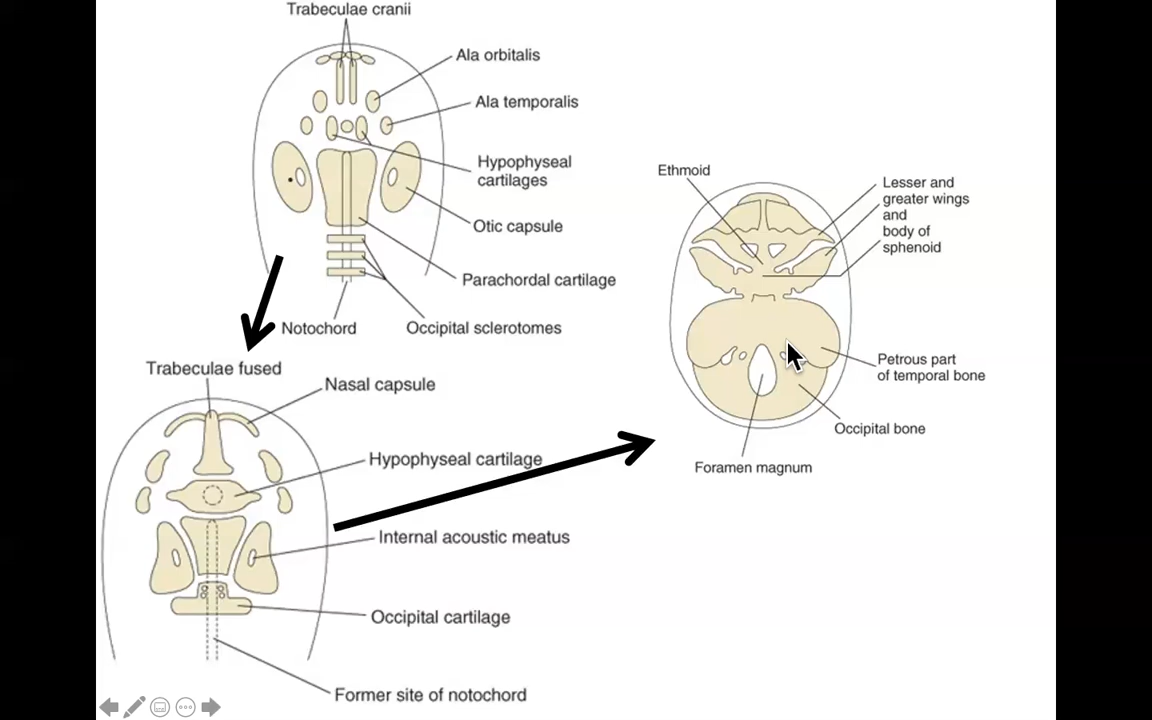 Trabeculae cranii
Ala orbitalis
Ala temporalis
Hypophyseal
cartilages
Otic capsule
Parachordal cartilage
Notochord
Occipital sclerotomes
Trabeculae fused
Nasal capsule
Hypophyseal cartilage
Internal acoustic meatus
Occipital cartilage
Former site of notochord
Ethmoid
Lesser and
greater wings
and
body of
sphenoid
Petrous part
of temporal bone
Occipital bone
Foramen magnum